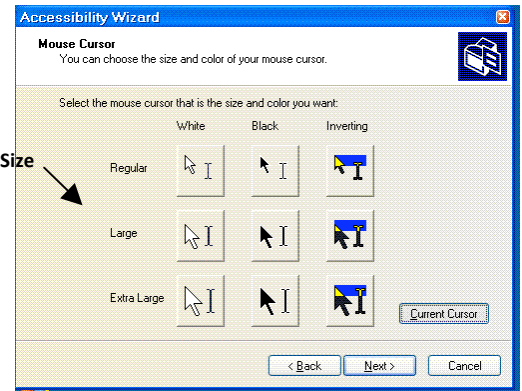 Accessibility Wizard
Mouse Cursor
You can choose the size and color of your mouse cursor.
Select the mouse cursor that is the size and color you want:
White Black Inverting
Size
Regular
Large
Extra Large
Current Cursor
< Back Next > Cancel